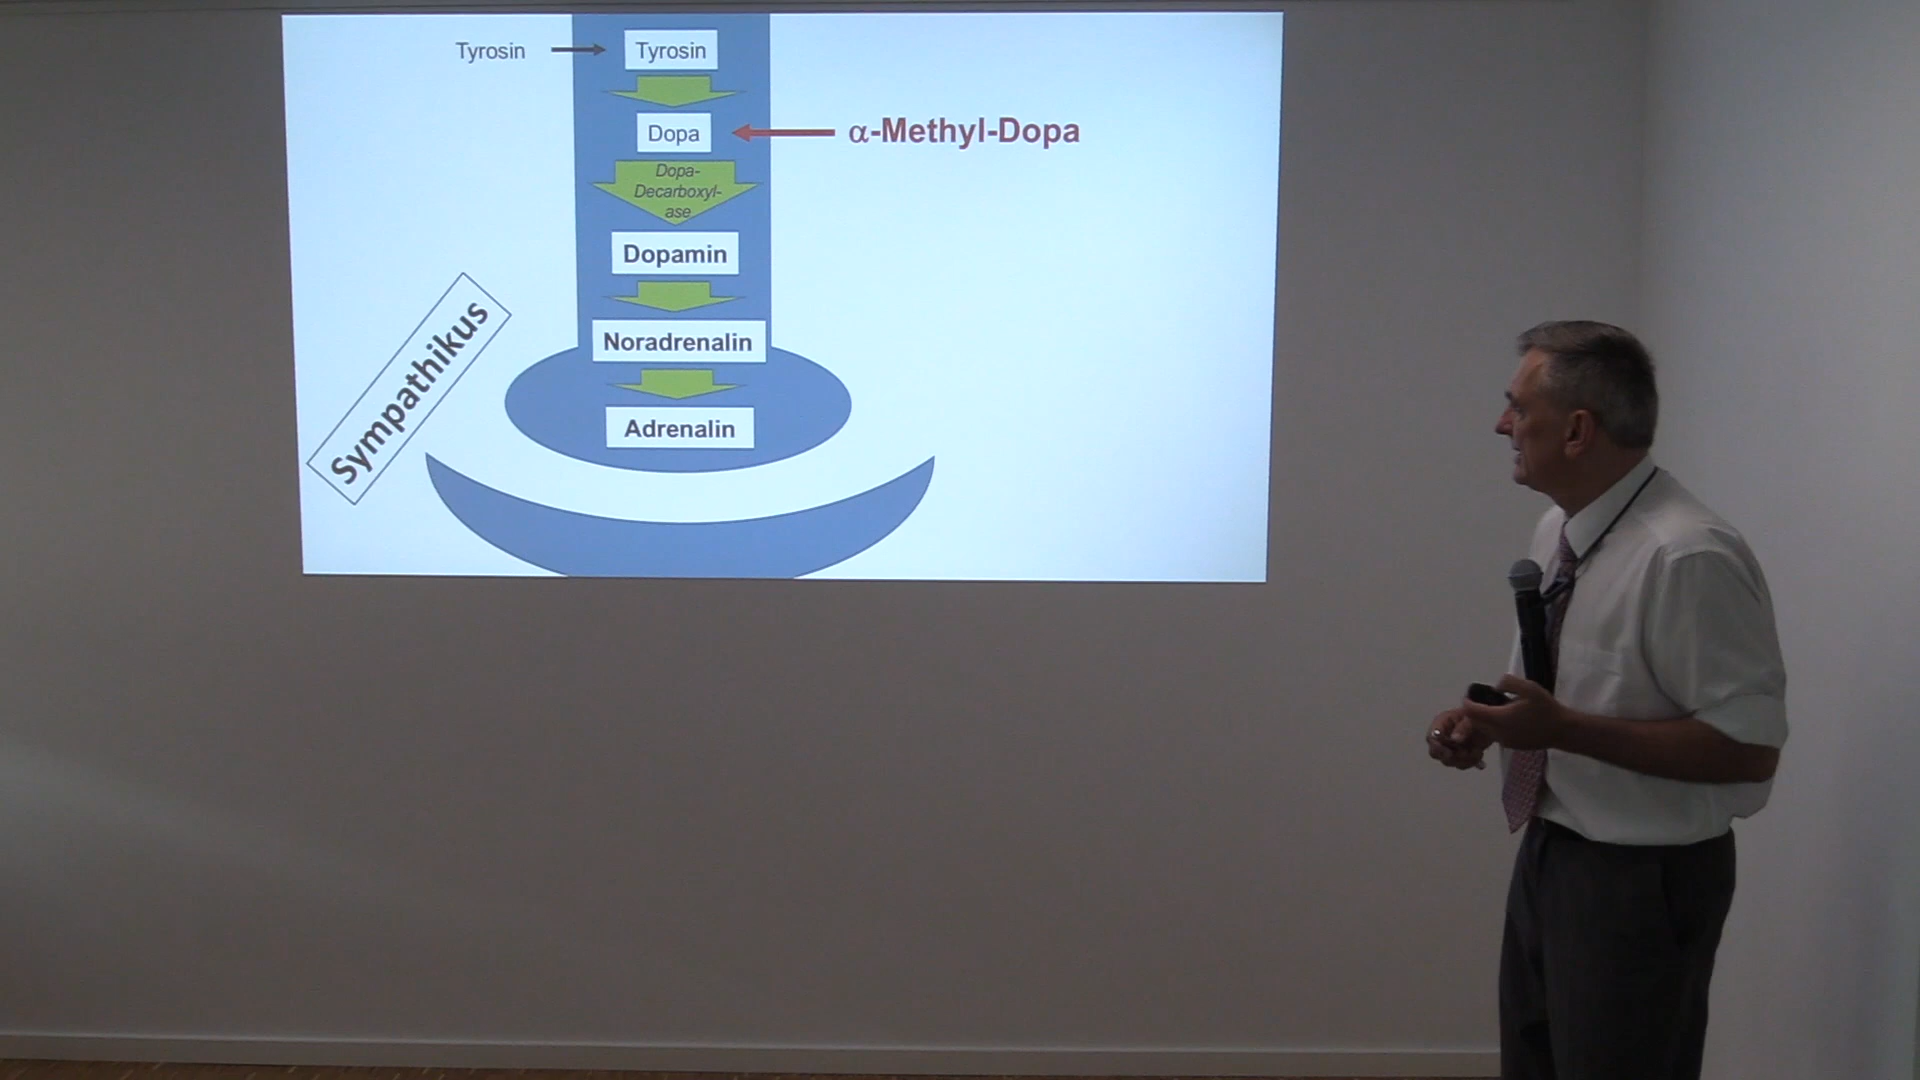 Tyrosin
Tyrosin
Dopa
α-Methyl-Dopa
Dopa-
Decarboxyl-
ase
Dopamin
Noradrenalin
Adrenalin
Sympathikus